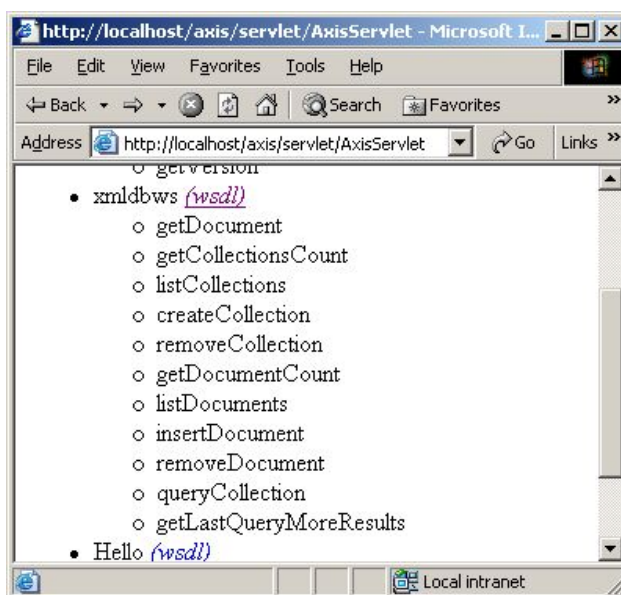 http://localhost/axis/servlet/AxisServlet - Microsoft I...
File Edit View Favorites Tools Help
Back Search Favorites »
Address http://localhost/axis/servlet/AxisServlet Go Links »
getVersion
xmldbws (wsdl)
getDocument
getCollectionsCount
listCollections
createCollection
removeCollection
getDocumentCount
listDocuments
insertDocument
removeDocument
queryCollection
getLastQueryMoreResults
Hello (wsdl)
Local intranet